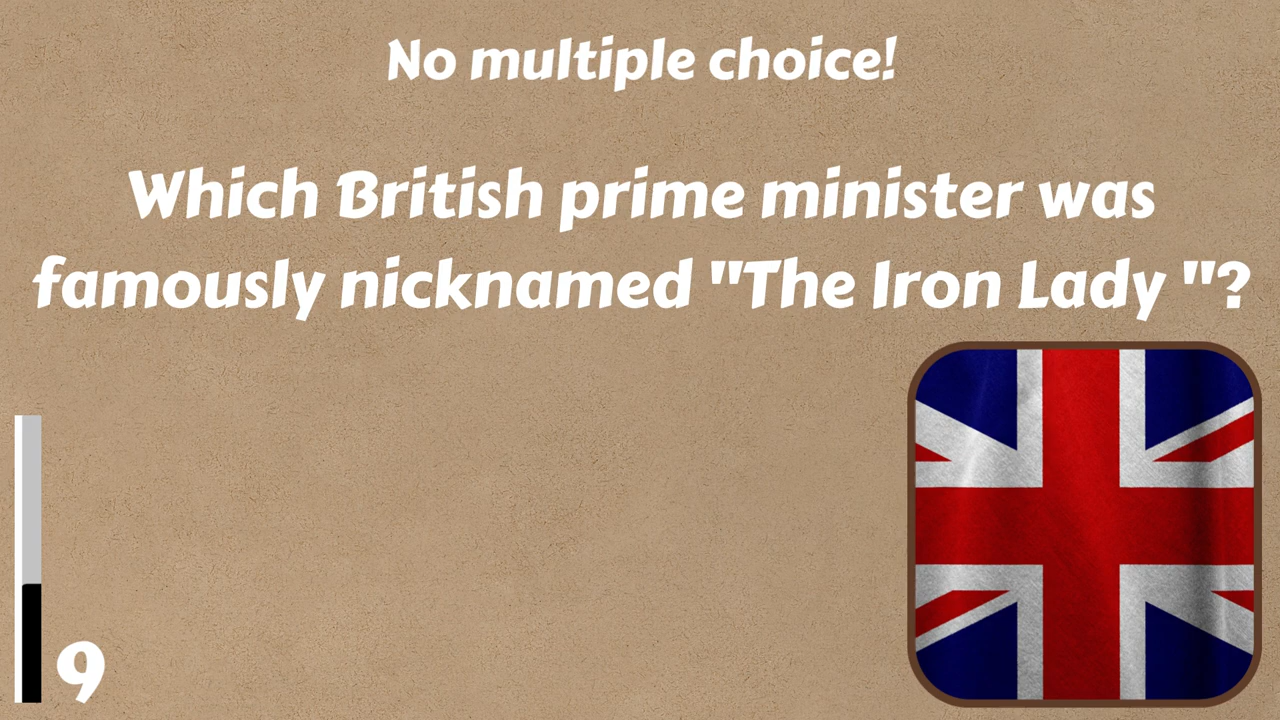 No multiple choice!
Which British prime minister was
famously nicknamed "The Iron Lady "?
9